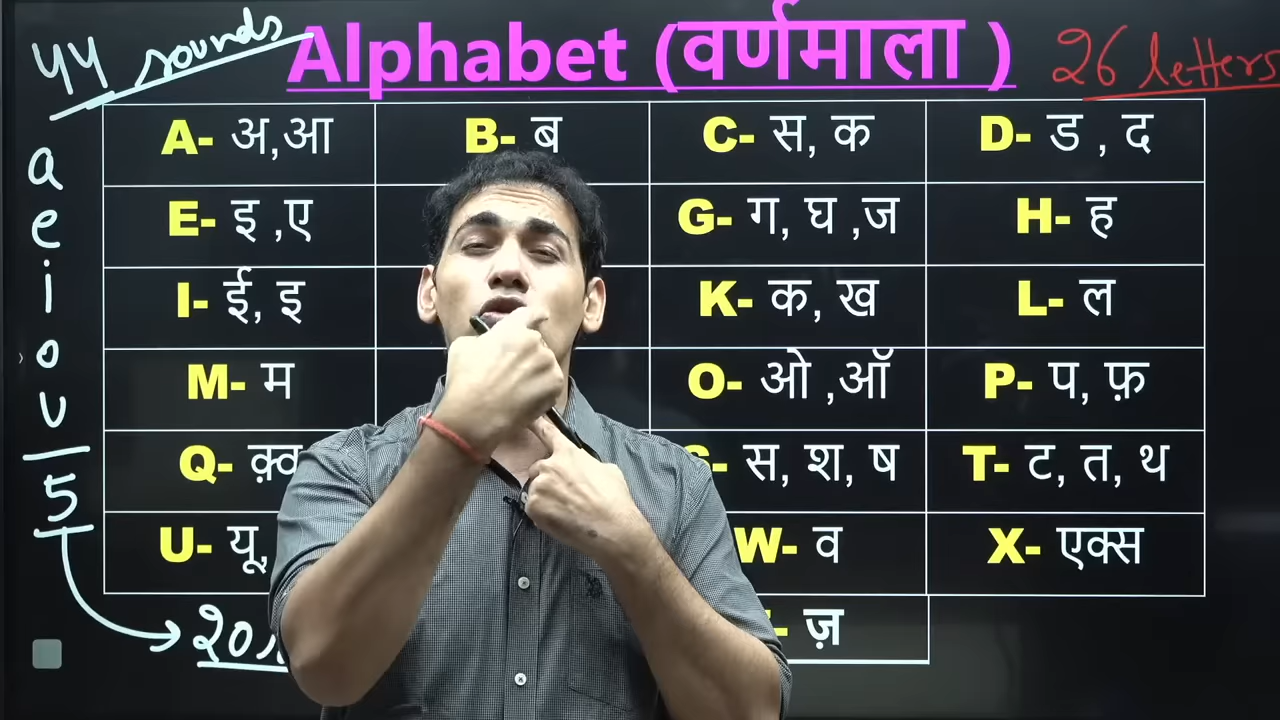 44 sounds
Alphabet (वर्णमाला )
26 letters
A- अ,आ
B- ब
C- स, क
D- ड , द
E- इ ,ए
G- ग, घ ,ज
H- ह
I- ई, इ
K- क, ख
L- ल
M- म
O- ओ ,ऑ
P- प, फ़
Q- क़्व
S- स, श, ष
T- ट, त, थ
U- यू,
W- व
X- एक्स
- ज़
a
e
i
o
u
5